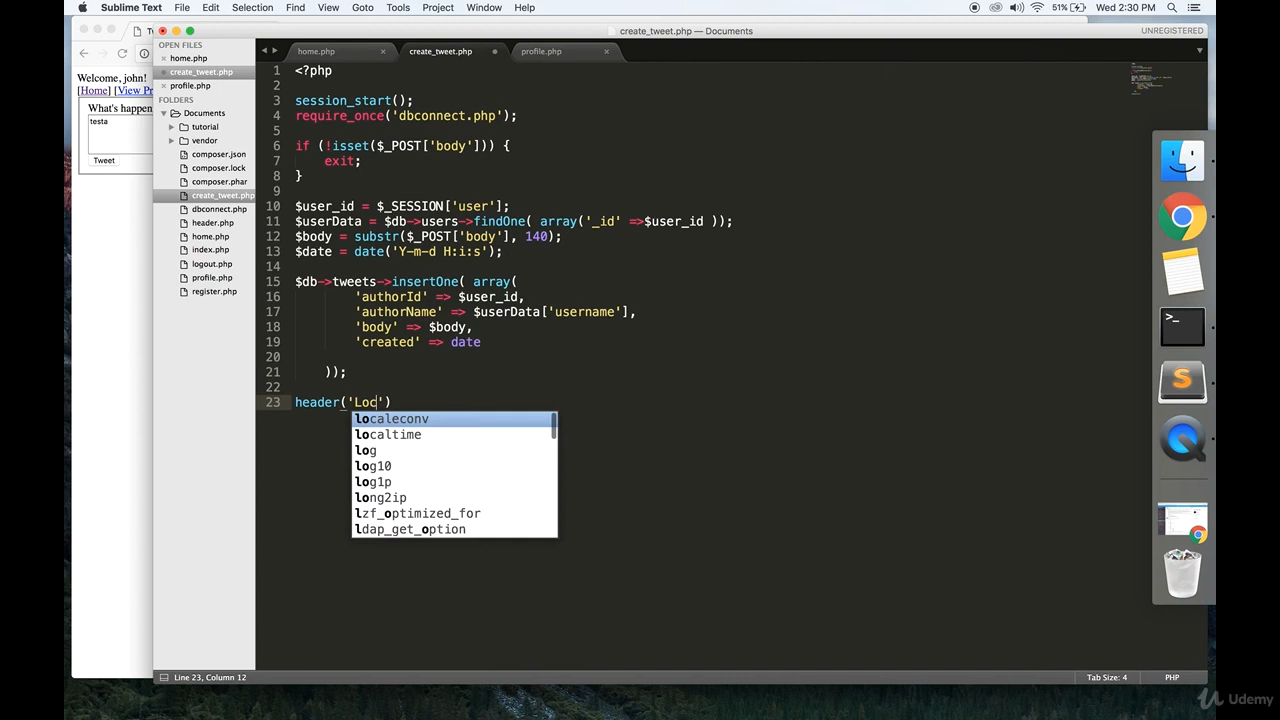 Sublime Text File Edit Selection Find View Goto Tools Project Window Help 51% Wed 2:30 PM
create_tweet.php — Documents UNREGISTERED
OPEN FILES
home.php
create_tweet.php
profile.php
FOLDERS
Documents
tutorial
vendor
composer.json
composer.lock
composer.phar
create_tweet.php
dbconnect.php
header.php
home.php
index.php
logout.php
profile.php
register.php
Welcome, john!
[Home] [View Pr
What's happen
testa
Tweet
home.php create_tweet.php profile.php
1 <?php
2
3 session_start();
4 require_once('dbconnect.php');
5
6 if (!isset($_POST['body'])) {
7 exit;
8 }
9
10 $user_id = $_SESSION['user'];
11 $userData = $db->users->findOne( array('_id' =>$user_id ));
12 $body = substr($_POST['body'], 140);
13 $date = date('Y-m-d H:i:s');
14
15 $db->tweets->insertOne( array(
16 'authorId' => $user_id,
17 'authorName' => $userData['username'],
18 'body' => $body,
19 'created' => date
20
21 ));
22
23 header('Loc')
localeconv
localtime
log
log10
log1p
long2ip
lzf_optimized_for
ldap_get_option
Line 23, Column 12 Tab Size: 4 PHP
Udemy